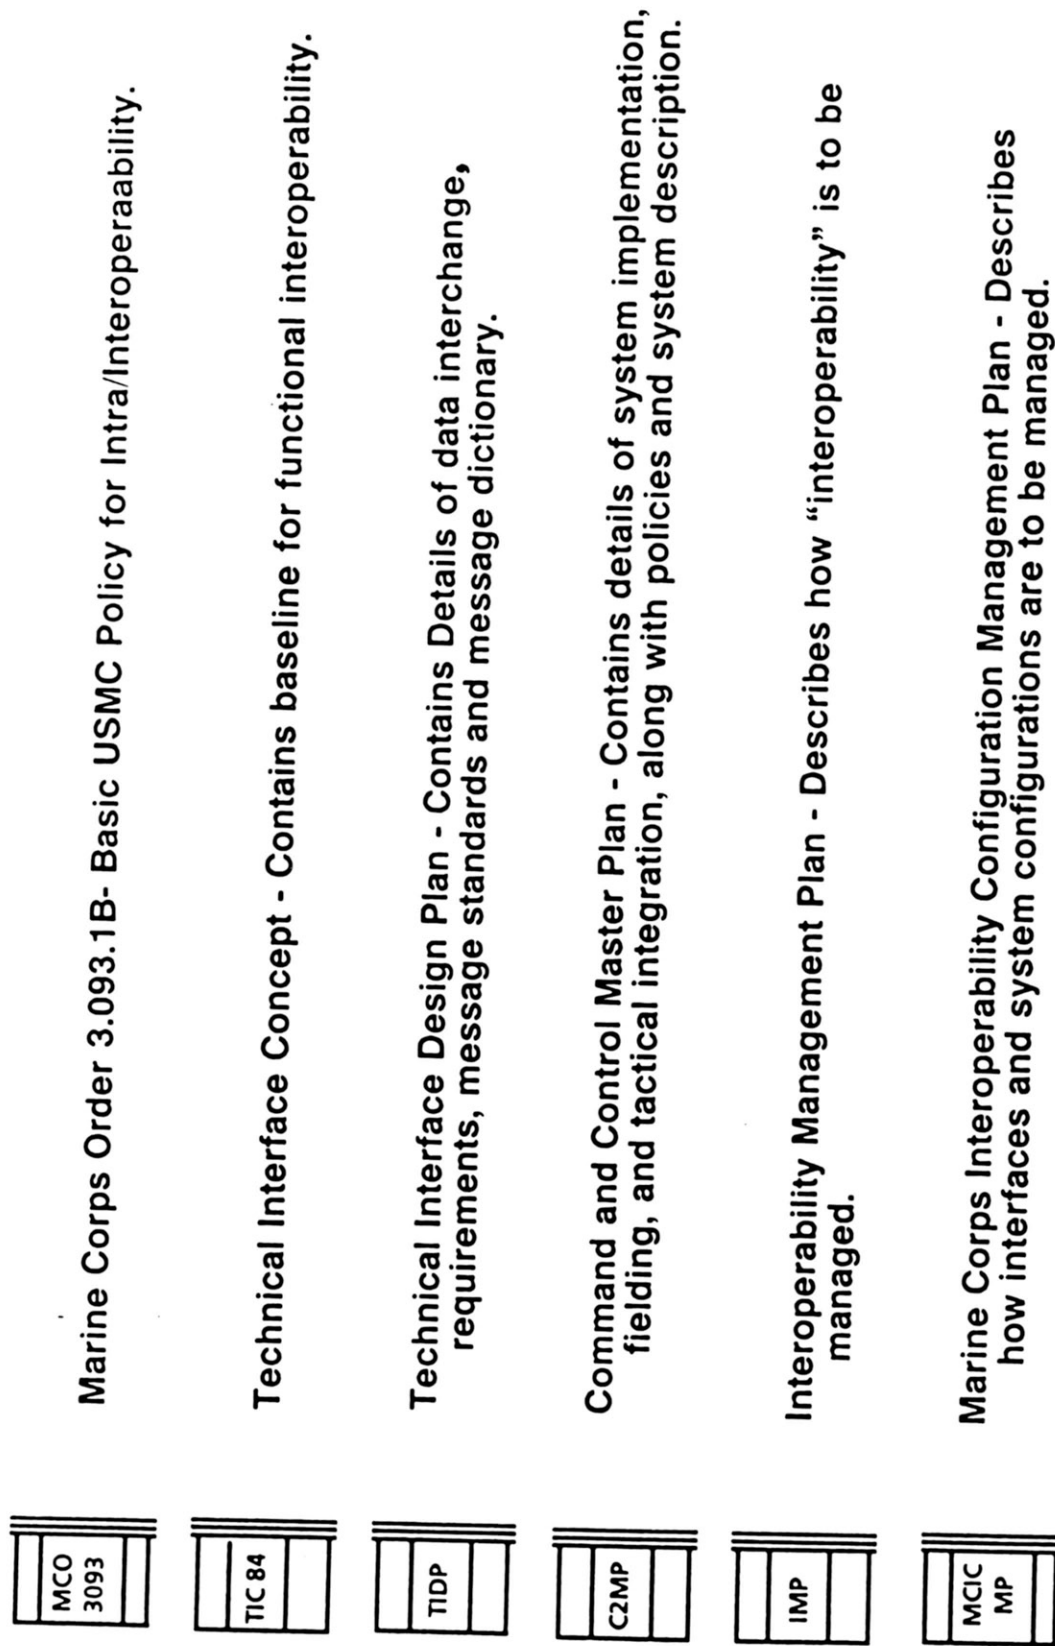 MCO
3093
Marine Corps Order 3.093.1B- Basic USMC Policy for Intra/Interoperaability.
TIC 84
Technical Interface Concept - Contains baseline for functional interoperability.
TIDP
Technical Interface Design Plan - Contains Details of data interchange,
requirements, message standards and message dictionary.
C2MP
Command and Control Master Plan - Contains details of system implementation,
fielding, and tactical integration, along with policies and system description.
IMP
Interoperability Management Plan - Describes how “interoperability” is to be
managed.
MCIC
MP
Marine Corps Interoperability Configuration Management Plan - Describes
how interfaces and system configurations are to be managed.